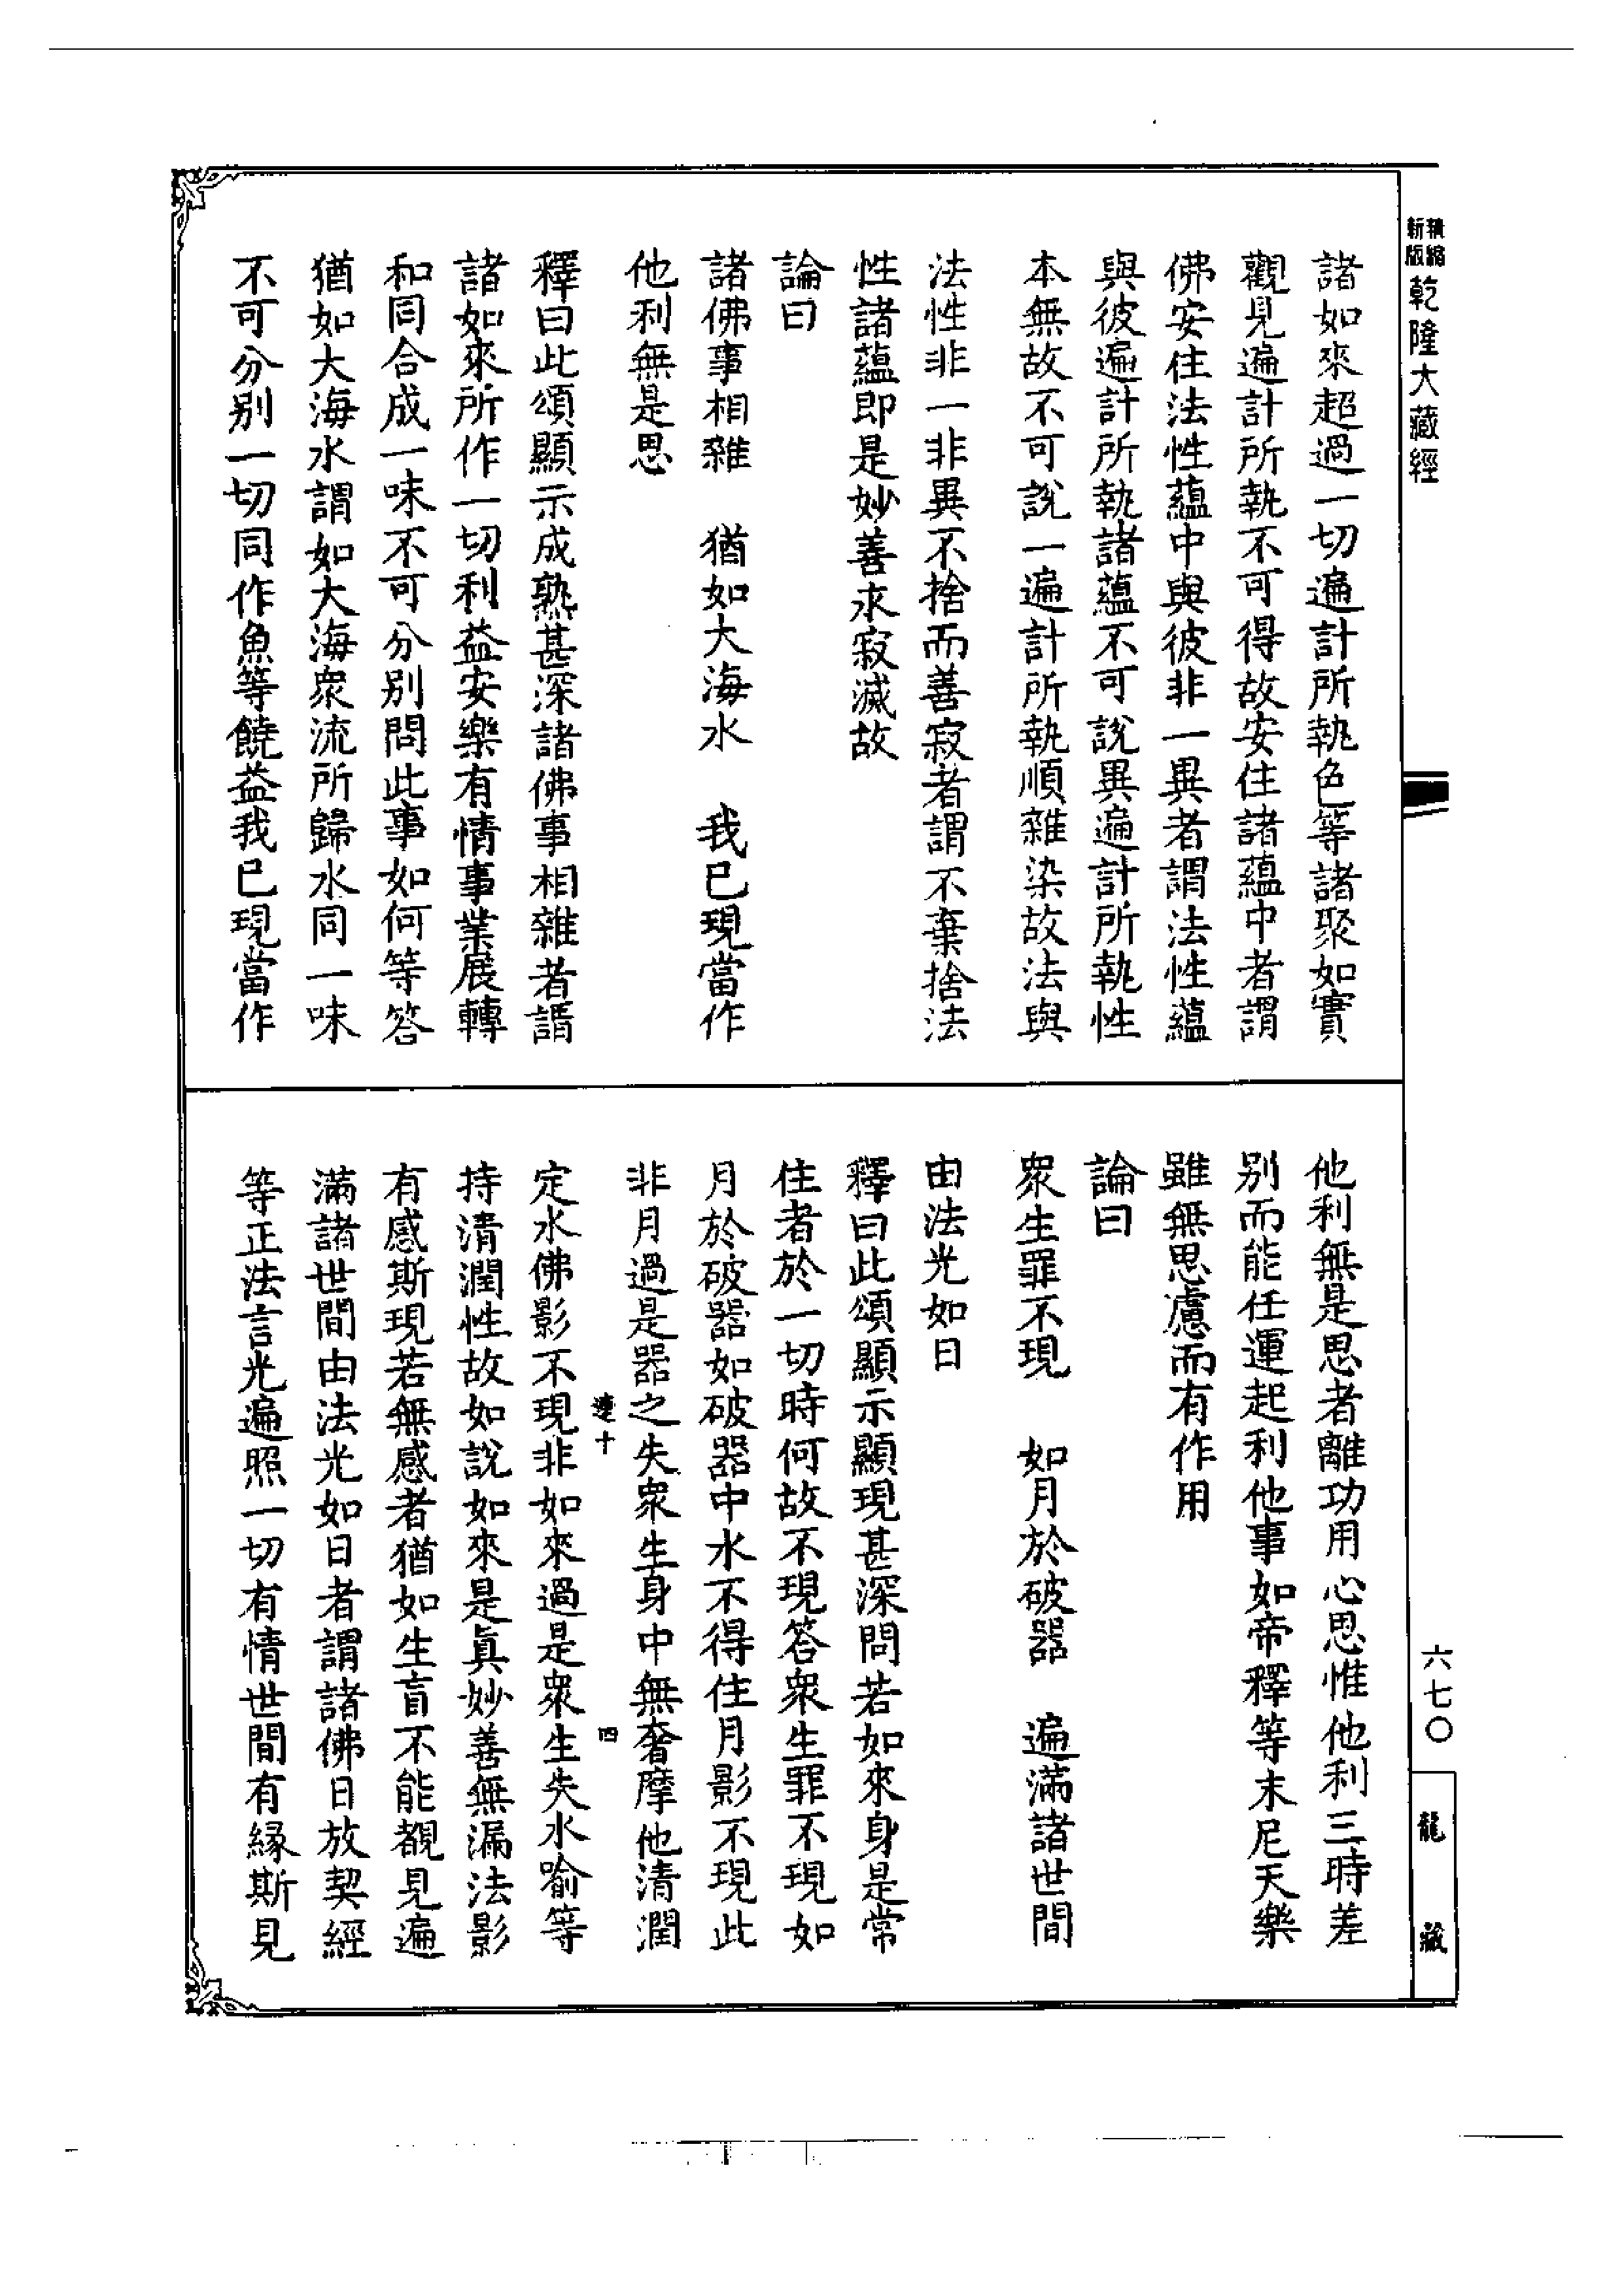 新版精縮乾隆大藏經
諸如來超過一切遍計所執色等諸聚如實
觀見遍計所執不可得故安住諸蘊中者謂
佛安住法性蘊中與彼非一異者謂法性蘊
與彼遍計所執諸蘊不可說異遍計所執性
本無故不可說一遍計所執順雜染故法與
法性非一非異不捨而善寂者謂不棄捨法
性諸蘊即是妙善求寂滅故
論曰
諸佛事相雜　猶如大海水　我已現當作
他利無是思
釋曰此頌顯示成熟甚深諸佛事相雜者謂
諸如來所作一切利益安樂有情事業展轉
和同合成一味不可分別問此事如何等答
猶如大海水謂如大海眾流所歸水同一味
不可分別一切同作魚等饒益我已現當作
他利無是思者離功用心思惟他利三時差
別而能任運起利他事如帝釋等末尼天樂
雖無思慮而有作用
論曰
眾生罪不現　如月於破器　遍滿諸世間
由法光如日
釋曰此頌顯示顯現甚深問若如來身是常
住者於一切時何故不現答眾生罪不現如
月於破器如破器中水不得住月影不現此
非月過是器之失眾生身中無奢摩他清潤
定水佛影不現非如來過是眾生失水喻等
持清潤性故如說如來是真妙善無漏法影
有感斯現若無感者猶如生盲不能覩見遍
滿諸世間由法光如日者謂諸佛日放契經
等正法言光遍照一切有情世間有緣斯見
十
四
六七〇
龍藏